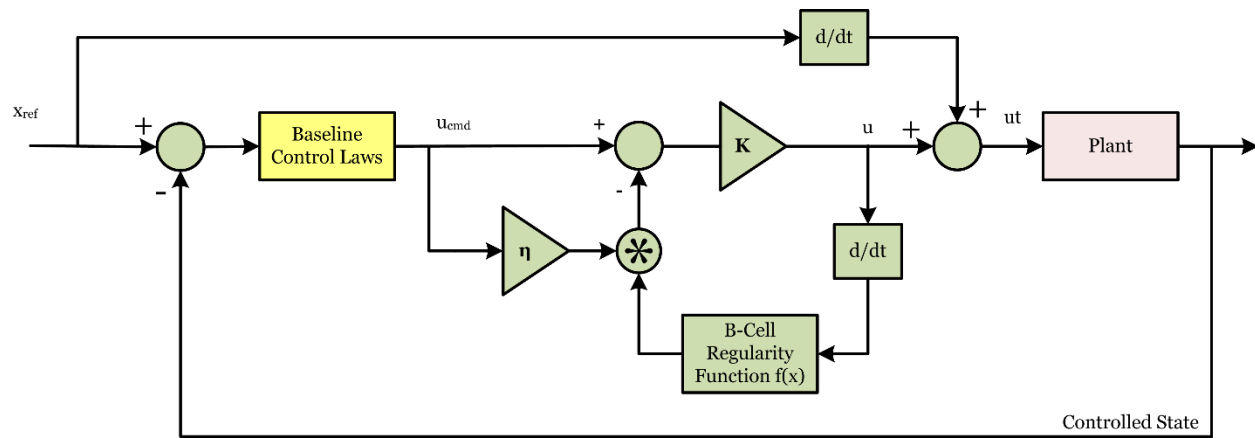 d/dt
xref
+
-
Baseline
Control Laws
ucmd
+
-
K
u
+
+
ut
Plant
η
*
d/dt
B-Cell
Regularity
Function f(x)
Controlled State